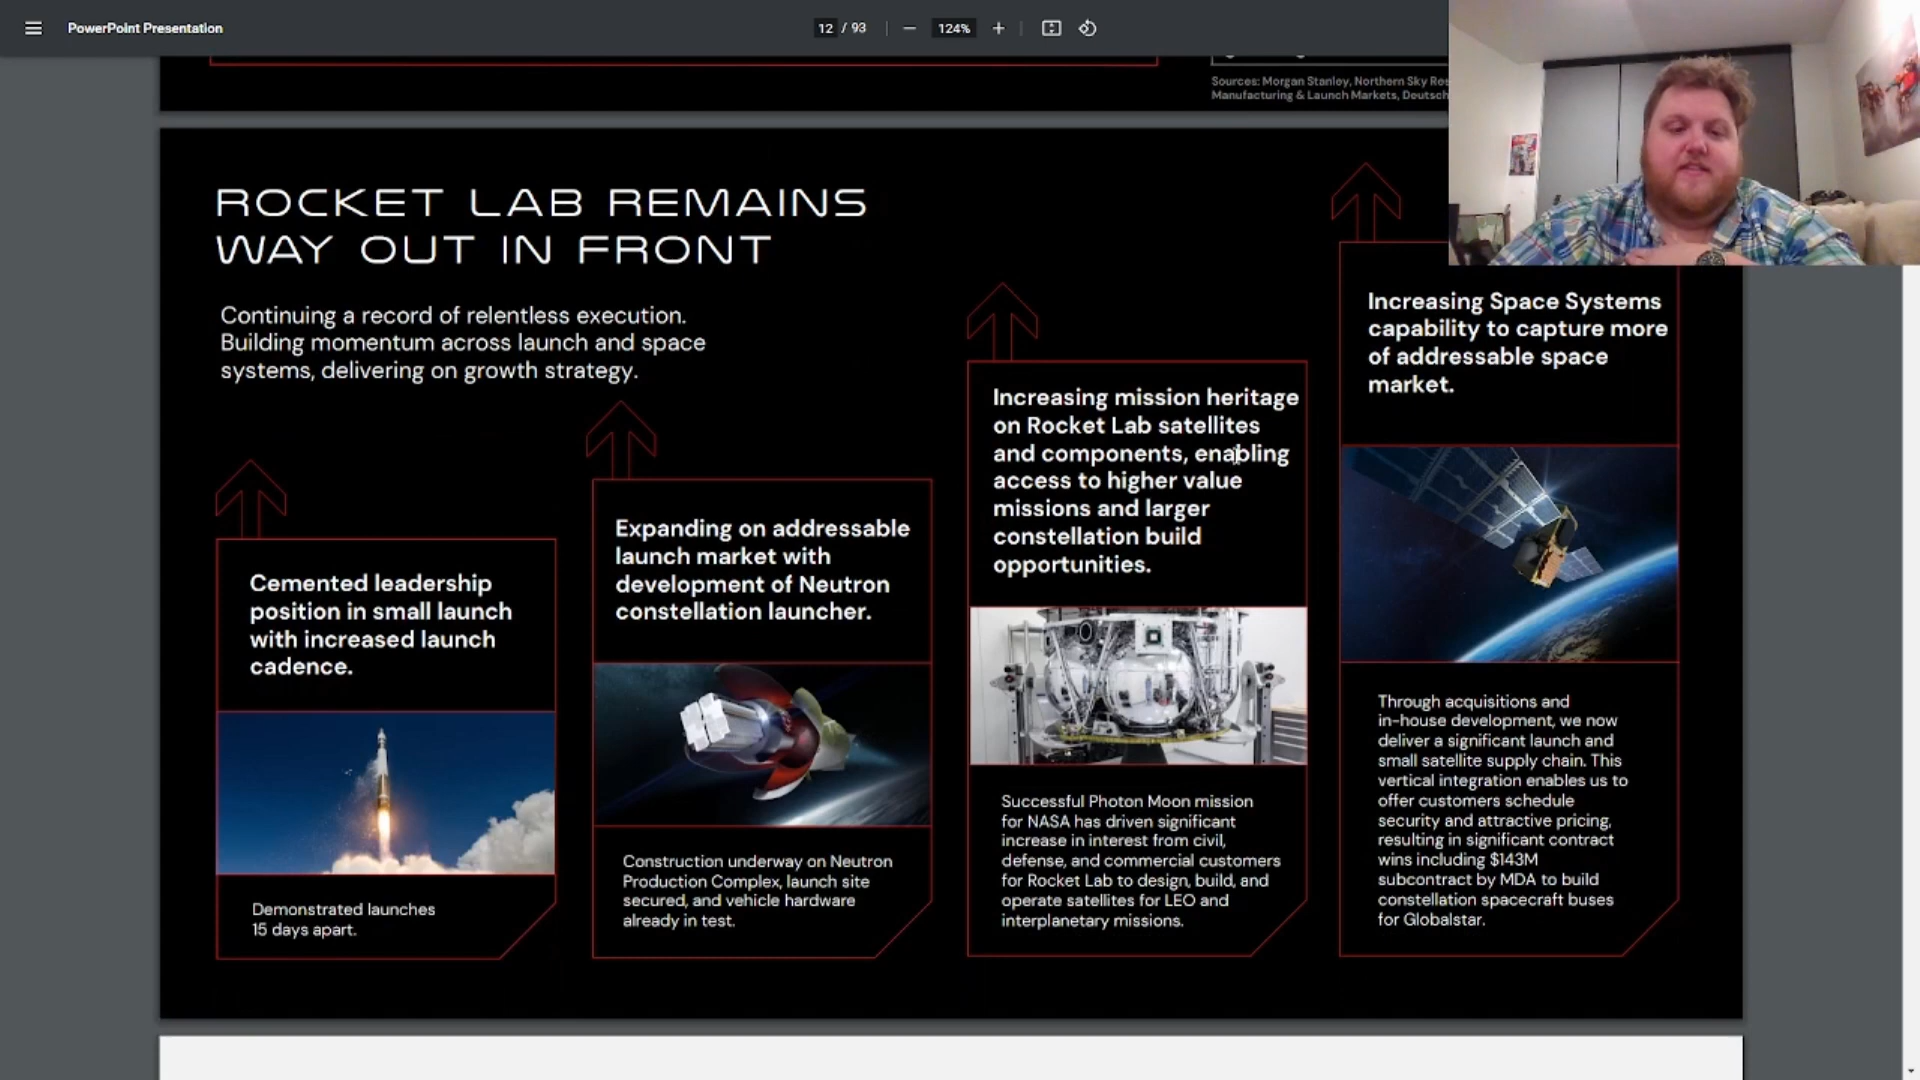 PowerPoint Presentation
12 / 93
124%
Sources: Morgan Stanley, Northern Sky
Manufacturing & Launch Markets,
ROCKET LAB REMAINS
WAY OUT IN FRONT
Continuing a record of relentless execution.
Building momentum across launch and space
systems, delivering on growth strategy.
Cemented leadership
position in small launch
with increased launch
cadence.
Demonstrated launches
15 days apart.
Expanding on addressable
launch market with
development of Neutron
constellation launcher.
Construction underway on Neutron
Production Complex, launch site
secured, and vehicle hardware
already in test.
Increasing mission heritage
on Rocket Lab satellites
and components, enabling
access to higher value
missions and larger
constellation build
opportunities.
Successful Photon Moon mission
for NASA has driven significant
increase in interest from civil,
defense, and commercial customers
for Rocket Lab to design, build, and
operate satellites for LEO and
interplanetary missions.
Increasing Space Systems
capability to capture more
of addressable space
market.
Through acquisitions and
in-house development, we now
deliver a significant launch and
small satellite supply chain. This
vertical integration enables us to
offer customers schedule
security and attractive pricing,
resulting in significant contract
wins including $143M
subcontract by MDA to build
constellation spacecraft buses
for Globalstar.